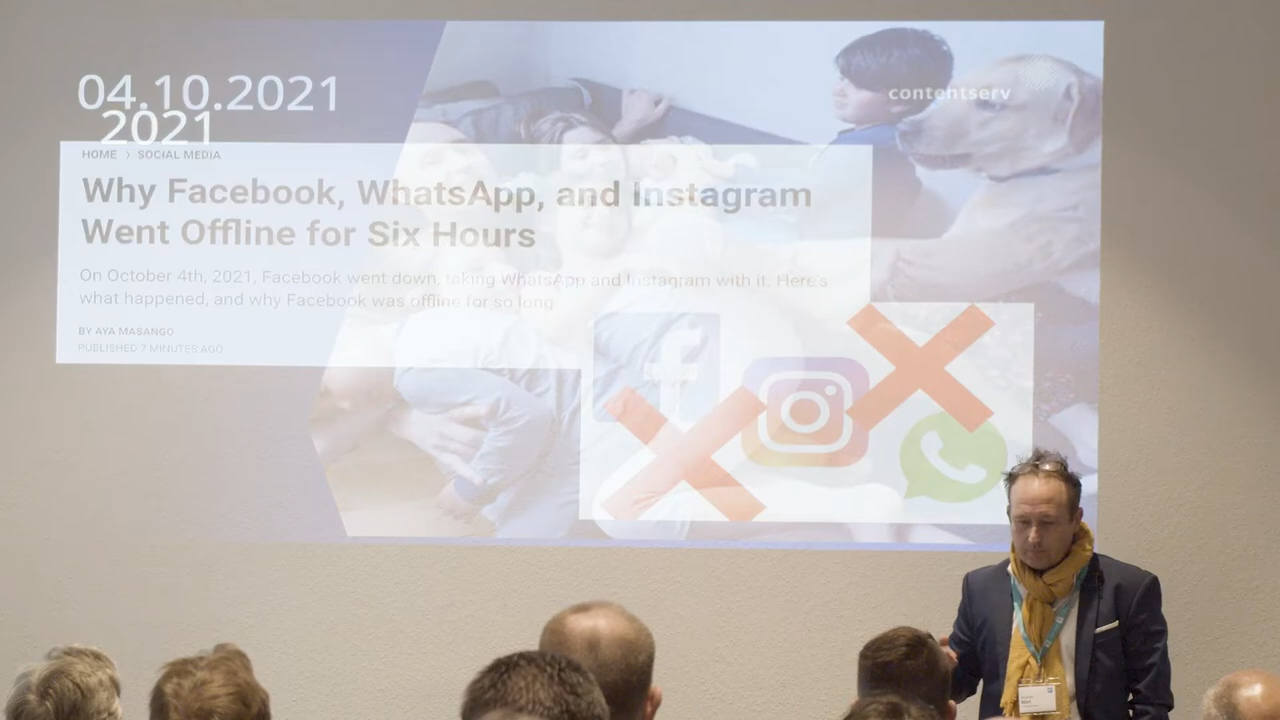 04.10.2021
2021
contentserv
HOME > SOCIAL MEDIA
Why Facebook, WhatsApp, and Instagram
Went Offline for Six Hours
On October 4th, 2021, Facebook went down, taking WhatsApp and Instagram with it. Here's
what happened, and why Facebook was offline for so long
BY AYA MASANGO
PUBLISHED 7 MINUTES AGO